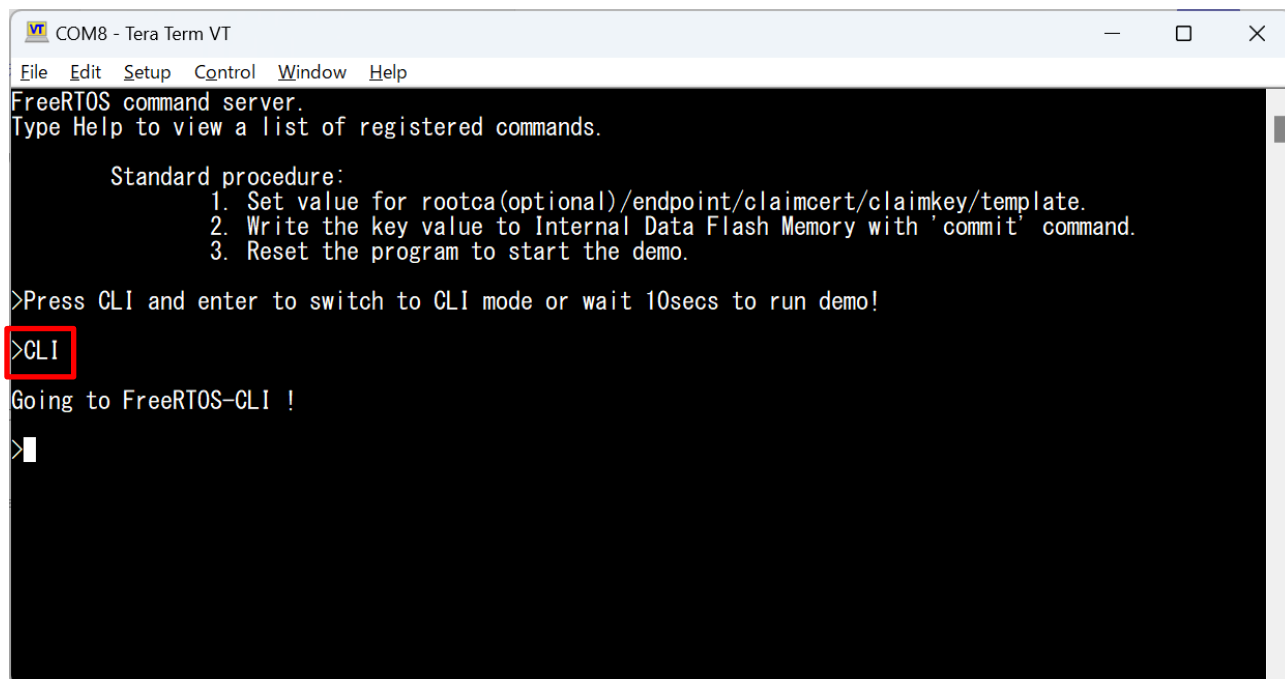 VT COM8 - Tera Term VT
File Edit Setup Control Window Help
FreeRTOS command server.
Type Help to view a list of registered commands.
Standard procedure:
1. Set value for rootca(optional)/endpoint/claimcert/claimkey/template.
2. Write the key value to Internal Data Flash Memory with 'commit' command.
3. Reset the program to start the demo.
>Press CLI and enter to switch to CLI mode or wait 10secs to run demo!
>CLI
Going to FreeRTOS-CLI !
>